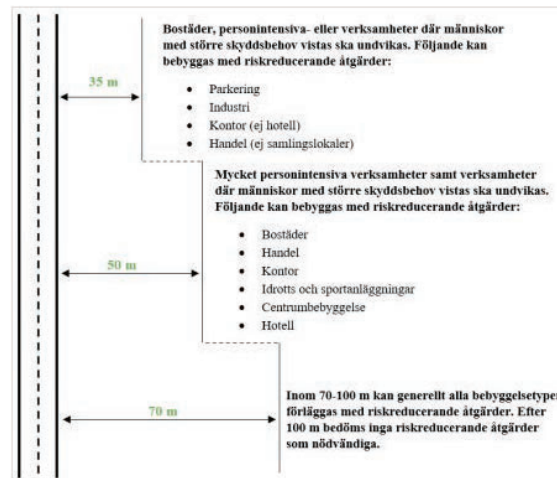 Bostäder, personintensiva- eller verksamheter där människor
med större skyddsbehov vistas ska undvikas. Följande kan
bebyggas med riskreducerande åtgärder:
35 m
• Parkering
• Industri
• Kontor (ej hotell)
• Handel (ej samlingslokaler)
Mycket personintensiva verksamheter samt verksamheter
där människor med större skyddsbehov vistas ska undvikas.
Följande kan bebyggas med riskreducerande åtgärder:
• Bostäder
• Handel
50 m
• Kontor
• Idrotts och sportanläggningar
• Centrumbebyggelse
• Hotell
Inom 70-100 m kan generellt alla bebyggelsetyper
förläggas med riskreducerande åtgärder. Efter
70 m
100 m bedöms inga riskreducerande åtgärder
som nödvändiga.